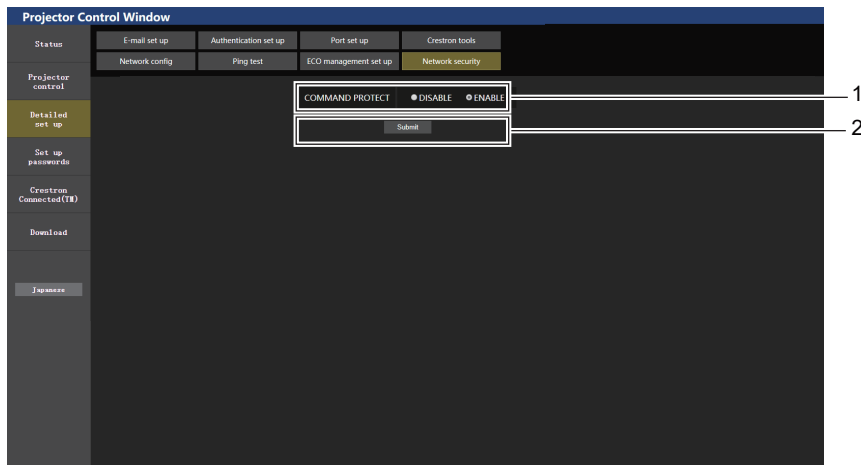 Projector Control Window
Status
E-mail set up
Authentication set up
Port set up
Crestron tools
Network config
Ping test
ECO management set up
Network security
Projector
control
Detailed
set up
Set up
passwords
Crestron
Connected(TM)
Download
Japanese
COMMAND PROTECT DISABLE ENABLE
1
Submit
2